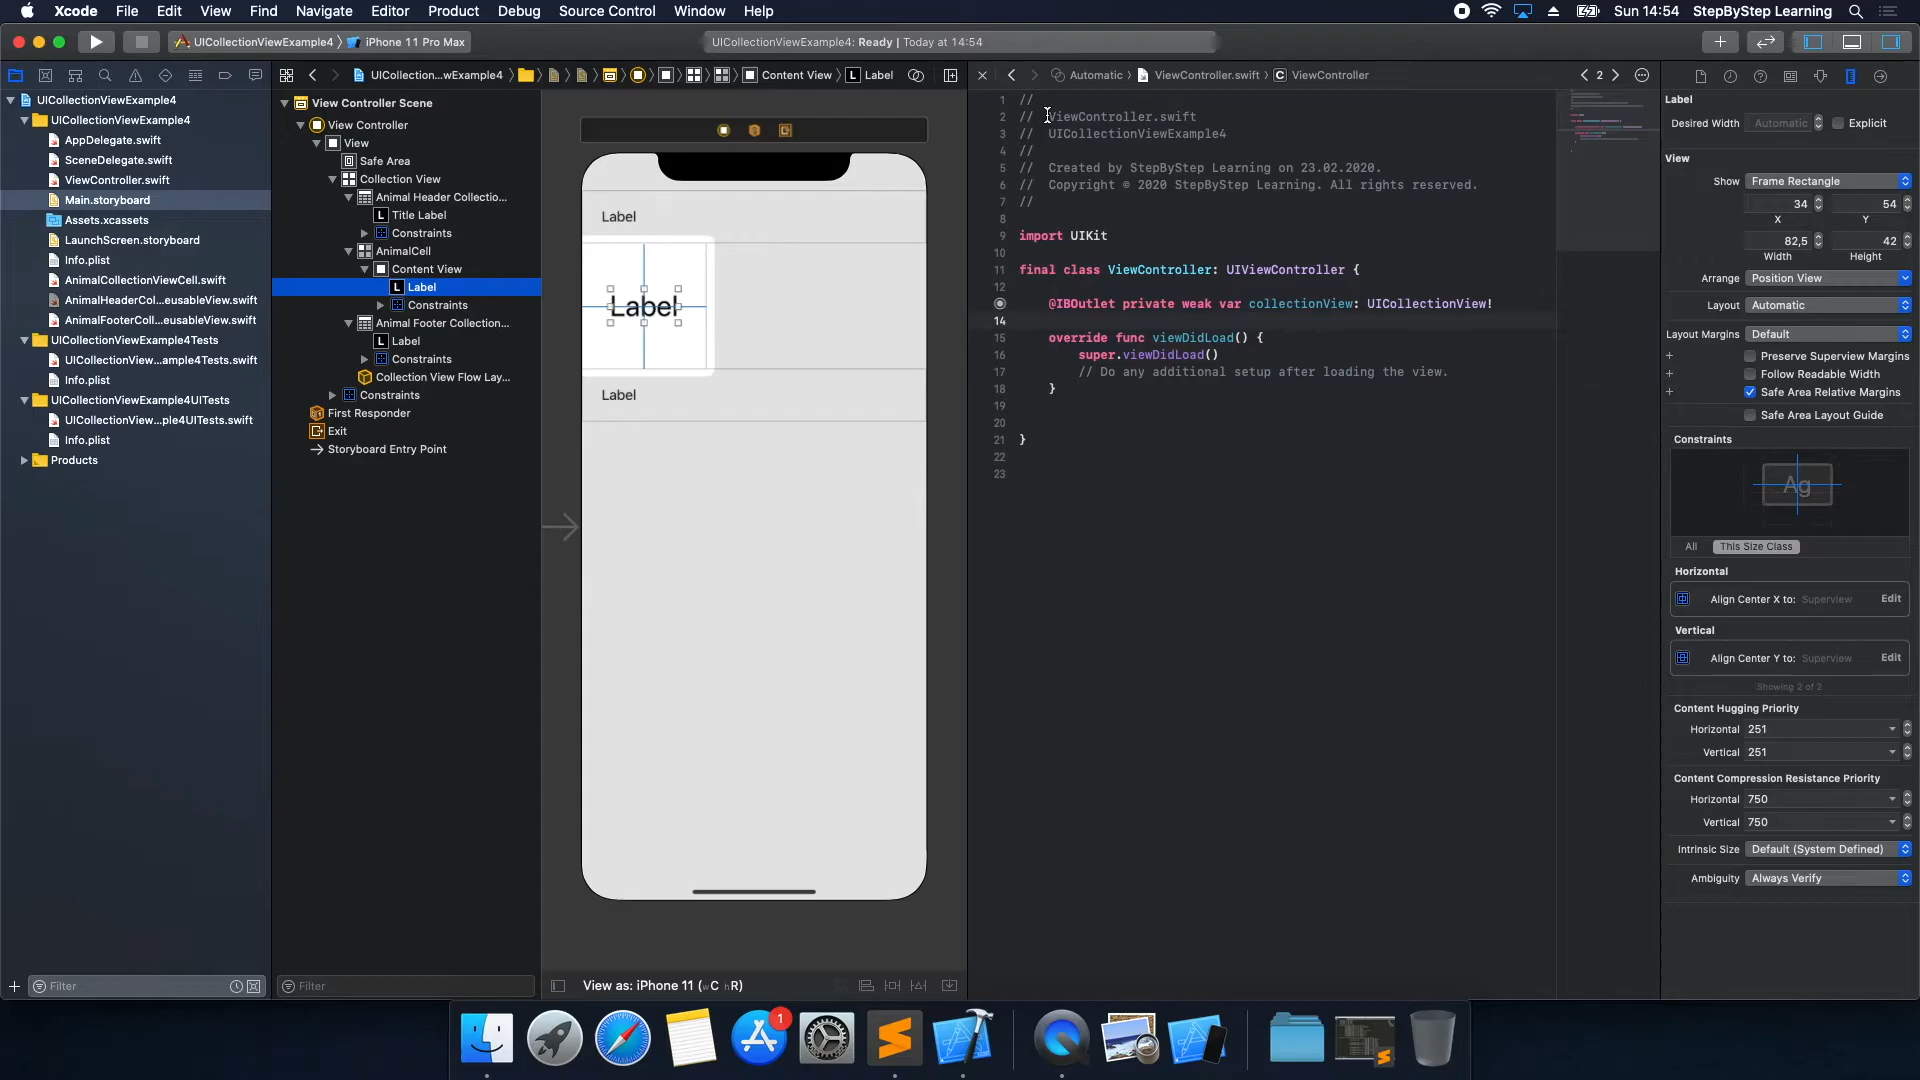 Xcode File Edit View Find Navigate Editor Product Debug Source Control Window Help
Sun 14:54 StepByStep Learning
UICollectionViewExample4 iPhone 11 Pro Max
UICollectionViewExample4: Ready | Today at 14:54
UICollection...wExample4 Content View L Label
Automatic ViewController.swift C ViewController
2
UICollectionViewExample4
UICollectionViewExample4
AppDelegate.swift
SceneDelegate.swift
ViewController.swift
Main.storyboard
Assets.xcassets
LaunchScreen.storyboard
Info.plist
AnimalCollectionViewCell.swift
AnimalHeaderCol...eusableView.swift
AnimalFooterColl...eusableView.swift
UICollectionViewExample4Tests
UICollectionView...ample4Tests.swift
Info.plist
UICollectionViewExample4UITests
UICollectionView...ple4UITests.swift
Info.plist
Products
Filter
View Controller Scene
View Controller
View
Safe Area
Collection View
Animal Header Collectio...
L Title Label
Constraints
AnimalCell
Content View
L Label
Constraints
Animal Footer Collection...
L Label
Constraints
Collection View Flow Lay...
Constraints
First Responder
Exit
Storyboard Entry Point
Filter
Label
Label
Label
View as: iPhone 11 (wC hR)
1 //
2 // ViewController.swift
3 // UICollectionViewExample4
4 //
5 // Created by StepByStep Learning on 23.02.2020.
6 // Copyright © 2020 StepByStep Learning. All rights reserved.
7 //
8
9 import UIKit
10
11 final class ViewController: UIViewController {
12
@IBOutlet private weak var collectionView: UICollectionView!
14
15 override func viewDidLoad() {
16 super.viewDidLoad()
17 // Do any additional setup after loading the view.
18 }
19
20
21 }
22
23
Label
Desired Width Automatic Explicit
View
Show Frame Rectangle
34 54
X Y
82,5 42
Width Height
Arrange Position View
Layout Automatic
Layout Margins Default
Preserve Superview Margins
Follow Readable Width
Safe Area Relative Margins
Safe Area Layout Guide
Constraints
Ag
All This Size Class
Horizontal
Align Center X to: Superview Edit
Vertical
Align Center Y to: Superview Edit
Showing 2 of 2
Content Hugging Priority
Horizontal 251
Vertical 251
Content Compression Resistance Priority
Horizontal 750
Vertical 750
Intrinsic Size Default (System Defined)
Ambiguity Always Verify
1